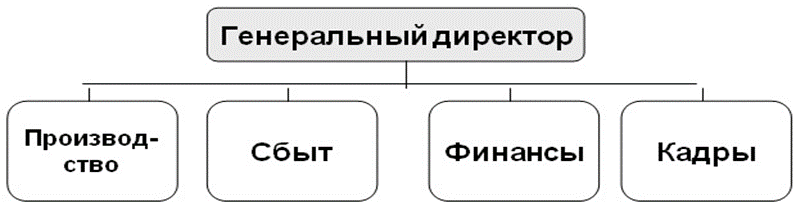 Генеральный директор
Производ-
ство
Сбыт
Финансы
Кадры